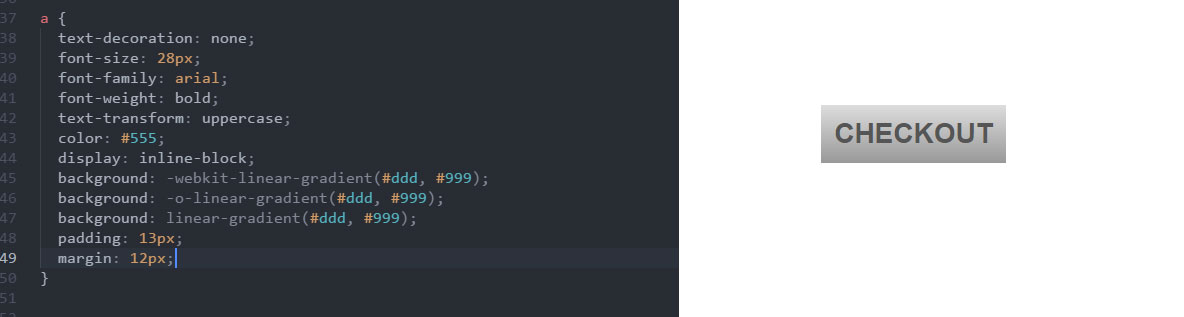 37 a {
38 text-decoration: none;
39 font-size: 28px;
40 font-family: arial;
41 font-weight: bold;
42 text-transform: uppercase;
43 color: #555;
44 display: inline-block;
45 background: -webkit-linear-gradient(#ddd, #999);
46 background: -o-linear-gradient(#ddd, #999);
47 background: linear-gradient(#ddd, #999);
48 padding: 13px;
49 margin: 12px;
50 }
51
CHECKOUT